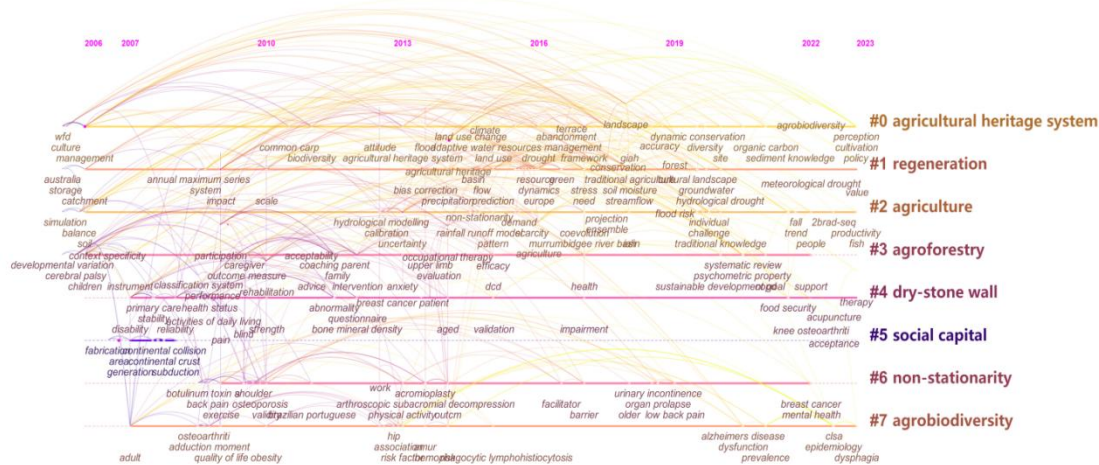 2006 2007 2010 2013 2016 2019 2022 2023
landscape
climate terrace agrobiodiversity
#0 agricultural heritage system
wfd land use change abandonment dynamic conservation perception
culture common carp attitude flood adaptive water resources management accuracy diversity organic carbon cultivation
management biodiversity agricultural heritage system land use drought framework giah site sediment knowledge policy
conservation forest
#1 regeneration
agricultural heritage
australia annual maximum series basin resource green traditional agriculture cultural landscape meteorological drought
storage system bias correction flow dynamics stress soil moisture groundwater value
catchment impact scale precipitation prediction europe need streamflow hydrological drought
#2 agriculture
non-stationarity projection flood risk
simulation hydrological modelling demand ensemble individual fall 2brad-seq
balance calibration rainfall runoff model scarcity coevolution challenge trend productivity
soil uncertainty pattern murrumbidgee river basin traditional knowledge people fish
#3 agroforestry
context specificity participation acceptability occupational therapy agriculture
developmental variation caregiver coaching parent upper limb efficacy systematic review
cerebral palsy outcome measure family evaluation psychometric property
children instrument classification system advice intervention anxiety dcd health sustainable development goal support
performance rehabilitation
#4 dry-stone wall
breast cancer patient therapy
primary care health status abnormality food security
stability questionnaire acupuncture
disability reliability activities of daily living strength bone mineral density aged validation impairment knee osteoarthriti
blind
pain acceptance
#5 social capital
fabrication continental collision
area continental crust
generation subduction
#6 non-stationarity
work
botulinum toxin a shoulder acromioplasty urinary incontinence
back pain osteoporosis arthroscopic subacromial decompression facilitator organ prolapse breast cancer
exercise validity brazilian portuguese physical activity outcm barrier older low back pain mental health
#7 agrobiodiversity
osteoarthriti hip alzheimers disease clsa
adduction moment association dysfunction epidemiology
adult quality of life obesity risk factor phagocytic lymphohistiocytosis prevalence dysphagia